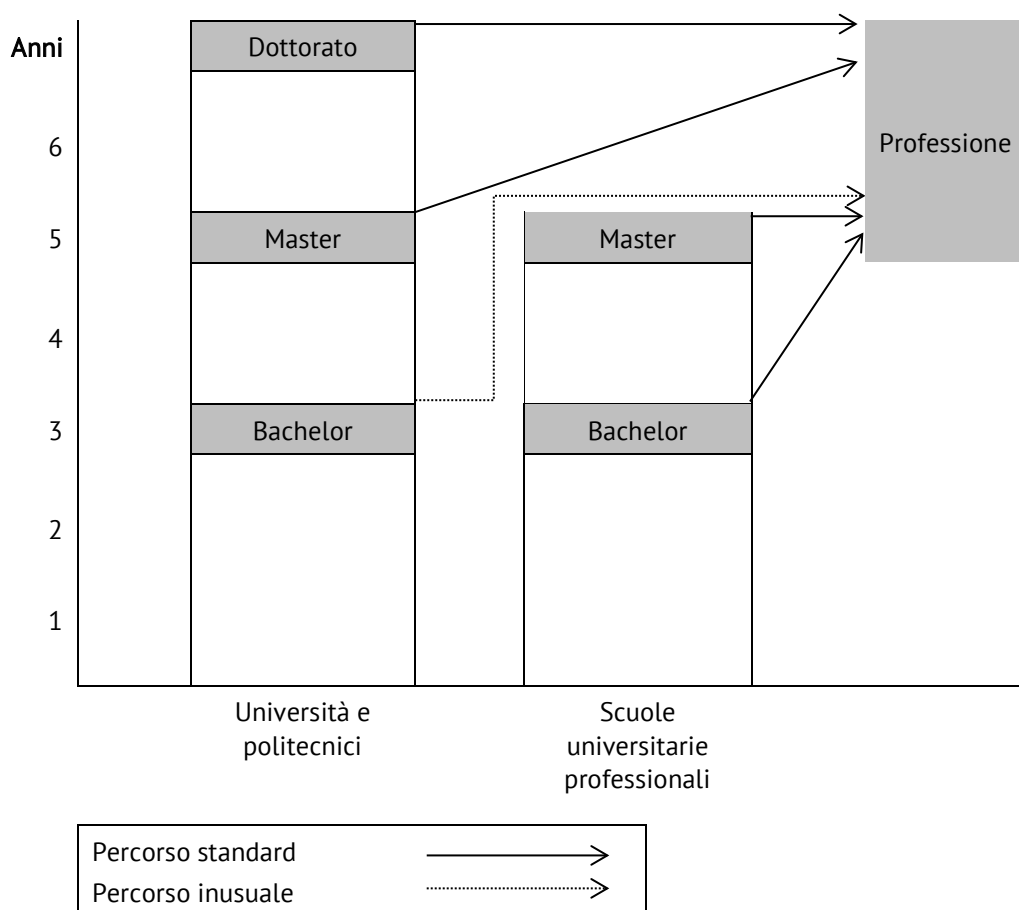 Anni
Dottorato
6
Professione
5
Master
Master
4
3
Bachelor
Bachelor
2
1
Università e
politecnici
Scuole
universitarie
professionali
Percorso standard
Percorso inusuale